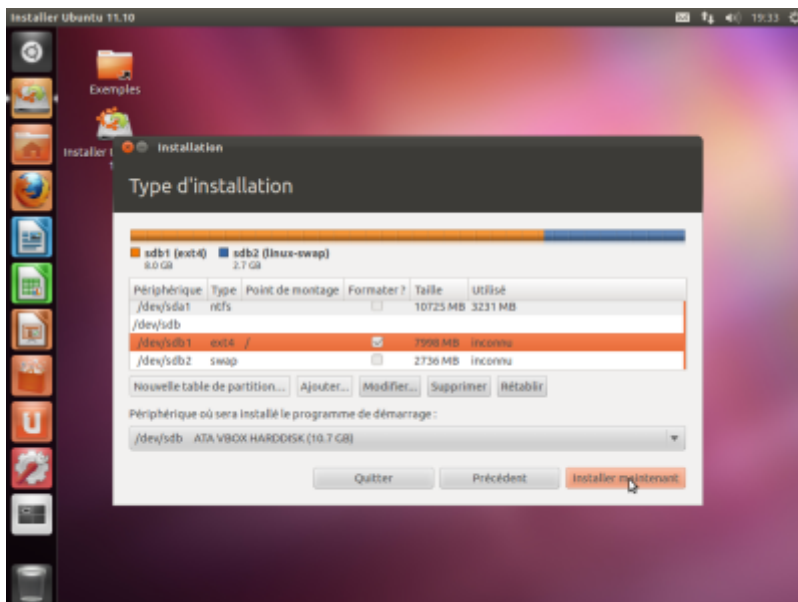 Installer Ubuntu 11.10
19:33
Exemples
Installer
Installation
Type d'installation
sdb1 (ext4)
8.0 GB
sdb2 (linux-swap)
2.7 GB
Périphérique Type Point de montage Formater ? Taille Utilisé
/dev/sda1 ntfs 10725 MB 3231 MB
/dev/sdb
/dev/sdb1 ext4 / 7998 MB inconnu
/dev/sdb2 swap 2736 MB inconnu
Nouvelle table de partition... Ajouter... Modifier... Supprimer Rétablir
Périphérique où sera installé le programme de démarrage :
/dev/sdb ATA VBOX HARDDISK (10.7 GB)
Quitter Précédent Installer maintenant